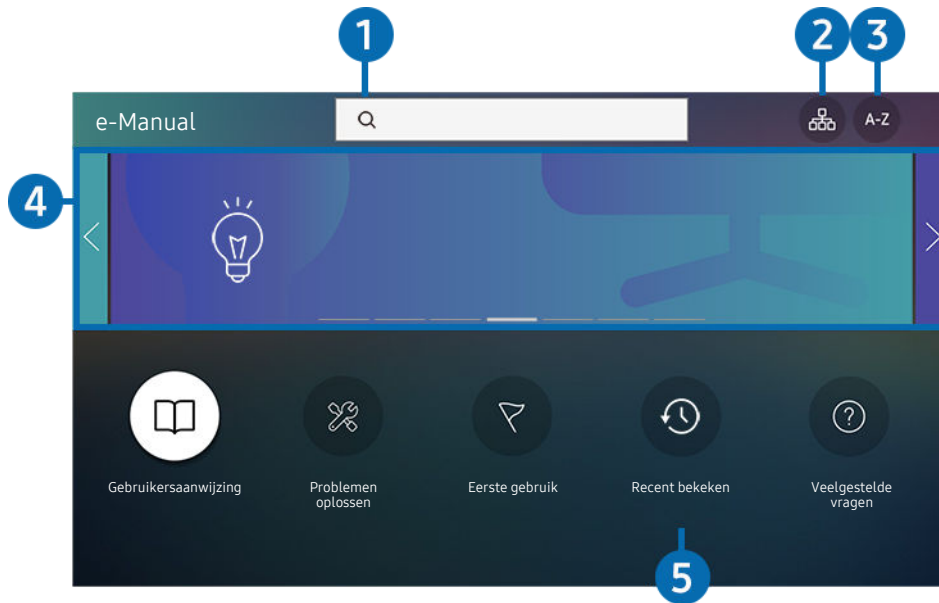 1
2
3
e-Manual
A-Z
4
Gebruikersaanwijzing
Problemen
oplossen
Eerste gebruik
Recent bekeken
Veelgestelde
vragen
5